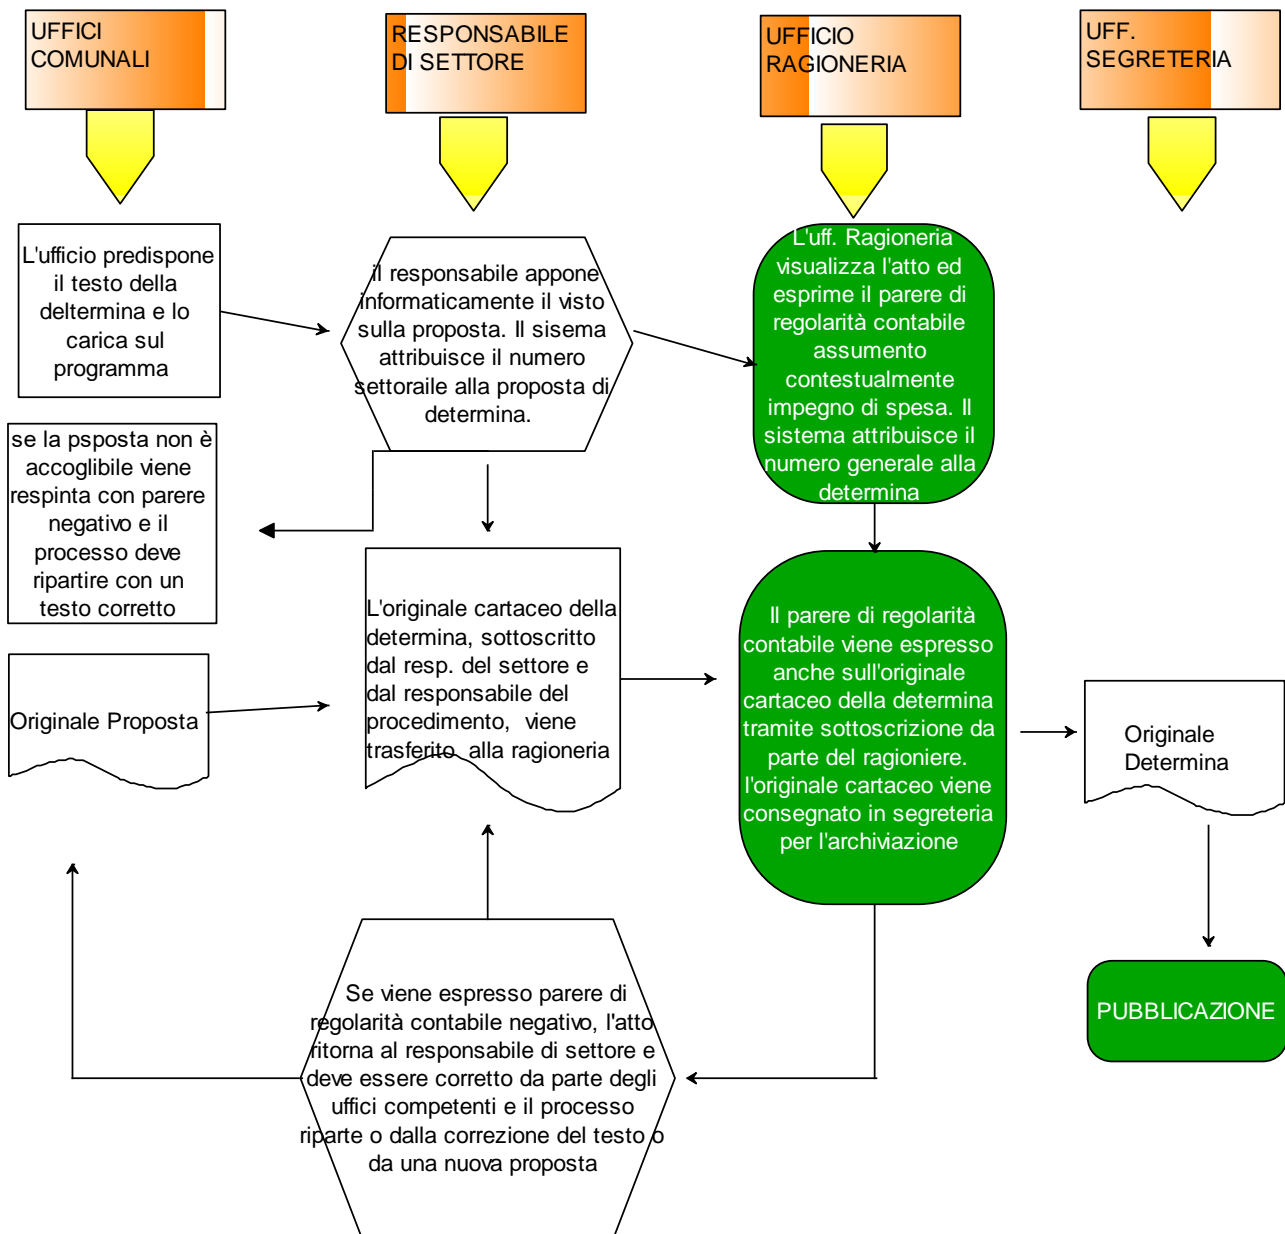 UFFICI
COMUNALI
RESPONSABILE
DI SETTORE
UFFICIO
RAGIONERIA
UFF.
SEGRETERIA
L'ufficio predispone
il testo della
deltermina e lo
carica sul
programma
il responsabile appone
informaticamente il visto
sulla proposta. Il sisema
attribuisce il numero
settoraile alla proposta di
determina.
L'uff. Ragioneria
visualizza l'atto ed
esprime il parere di
regolarità contabile
assumento
contestualmente
impegno di spesa. Il
sistema attribuisce il
numero generale alla
determina
se la psposta non è
accoglibile viene
respinta con parere
negativo e il
processo deve
ripartire con un
testo corretto
L'originale cartaceo della
determina, sottoscritto
dal resp. del settore e
dal responsabile del
procedimento, viene
trasferito alla ragioneria
Il parere di regolarità
contabile viene espresso
anche sull'originale
cartaceo della determina
tramite sottoscrizione da
parte del ragioniere.
l'originale cartaceo viene
consegnato in segreteria
per l'archiviazione
Originale Proposta
Originale
Determina
Se viene espresso parere di
regolarità contabile negativo, l'atto
ritorna al responsabile di settore e
deve essere corretto da parte degli
uffici competenti e il processo
riparte o dalla correzione del testo o
da una nuova proposta
PUBBLICAZIONE